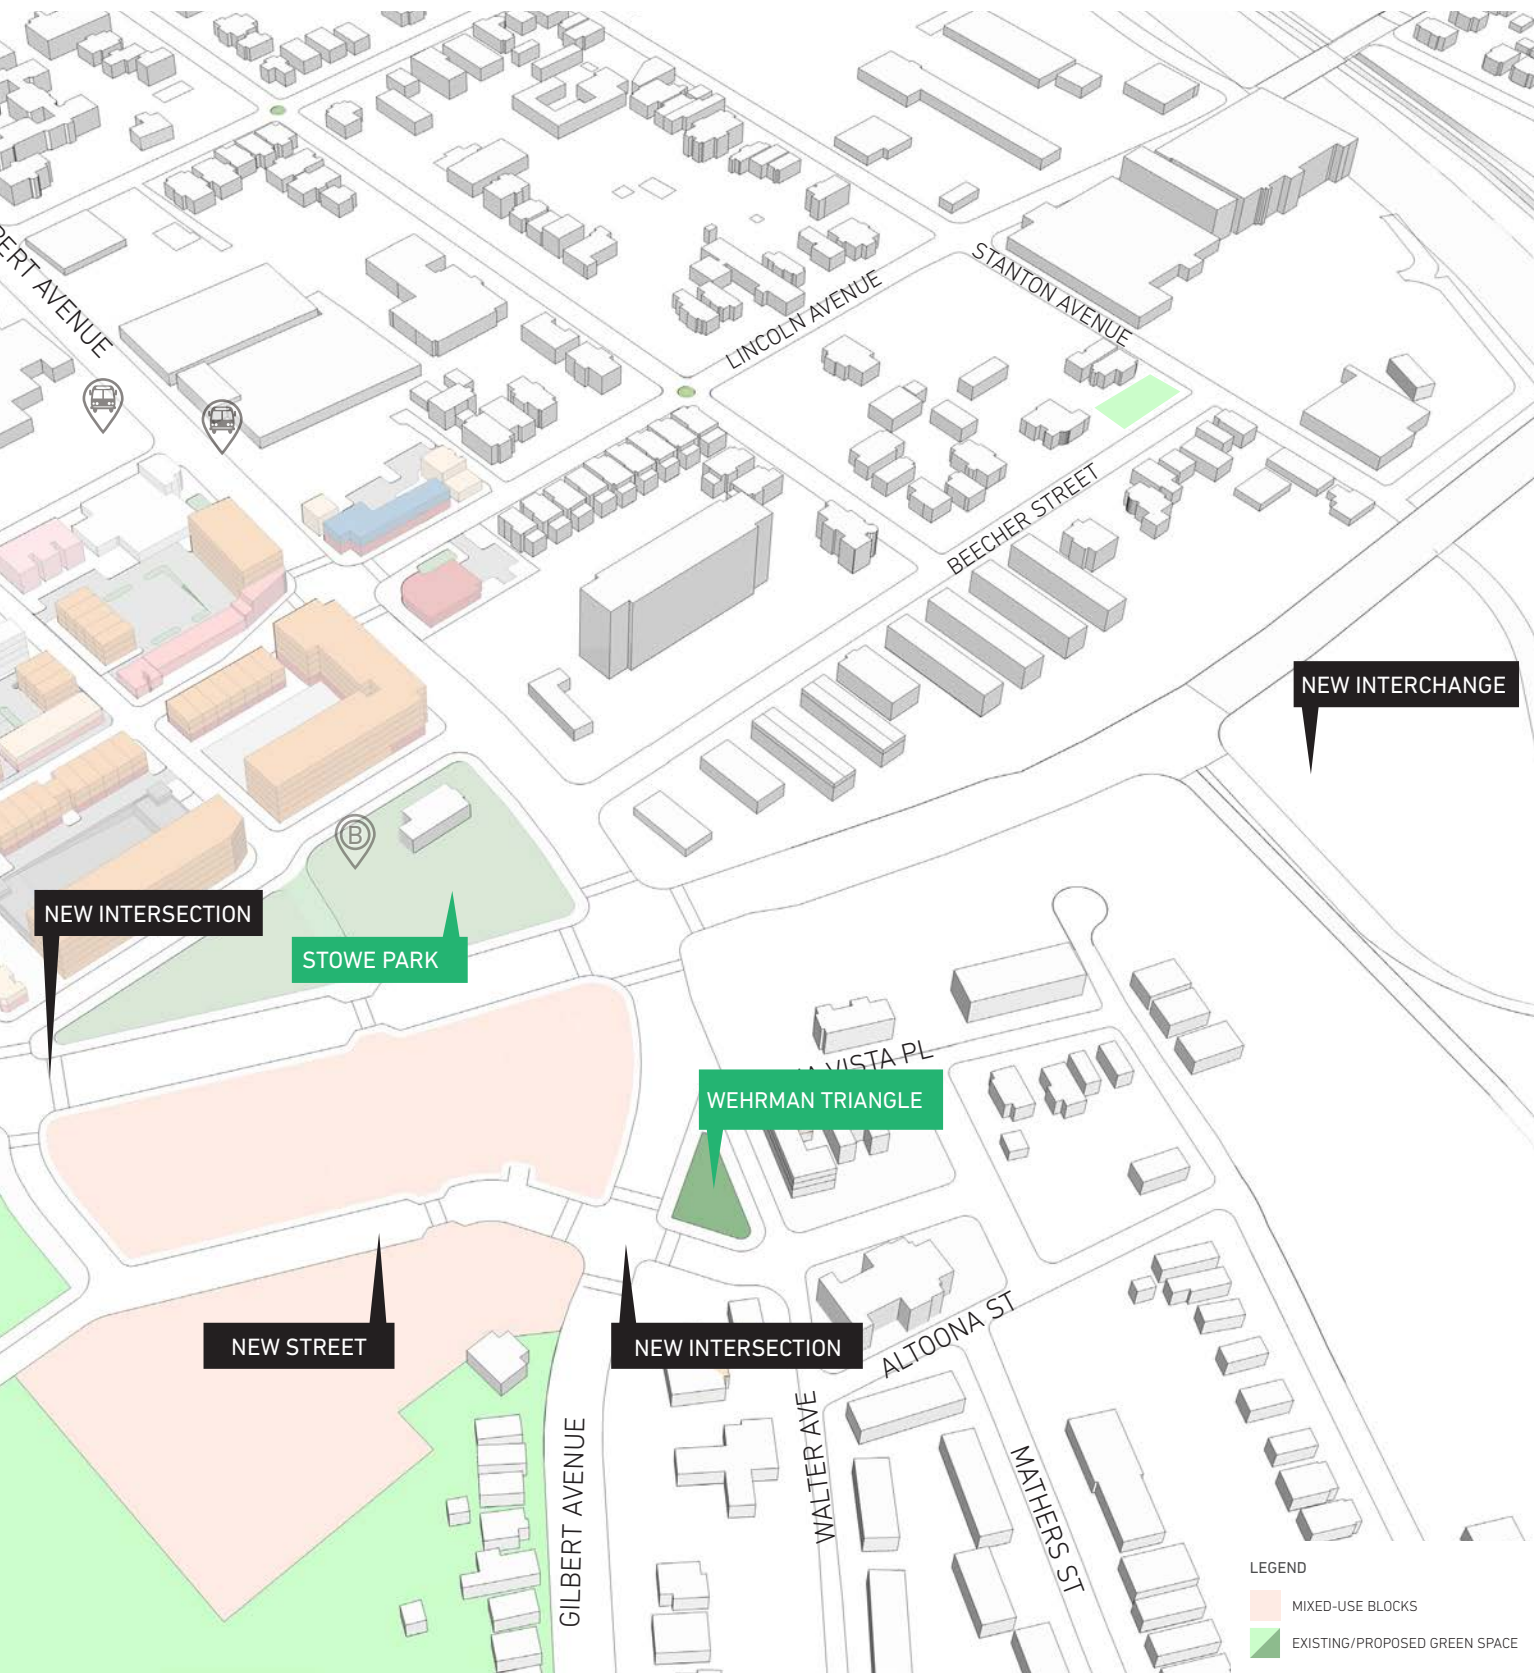 STANTON AVENUE
LINCOLN AVENUE
AVENUE
BEECHER STREET
NEW INTERCHANGE
B
NEW INTERSECTION
STOWE PARK
VISTA PL
WEHRMAN TRIANGLE
NEW STREET
NEW INTERSECTION
ALTOONA ST
WALTER AVE
GILBERT AVENUE
MATHERS ST
LEGEND
MIXED-USE BLOCKS
EXISTING/PROPOSED GREEN SPACE